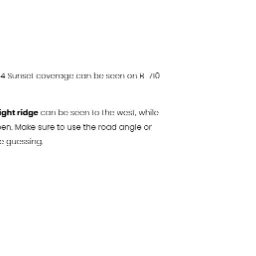 4 Sunset coverage can be seen on R 710
ight ridge can be seen to the west, while
en. Make sure to use the road angle or
e guessing.